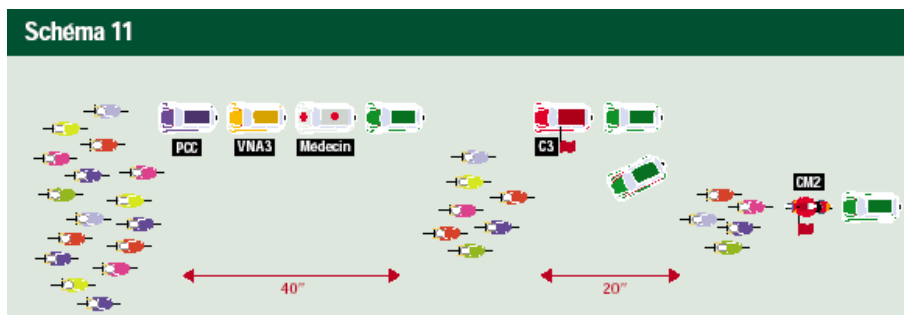 Schéma 11
PCC
VNA3
Médecin
C3
CM2
40"
20"